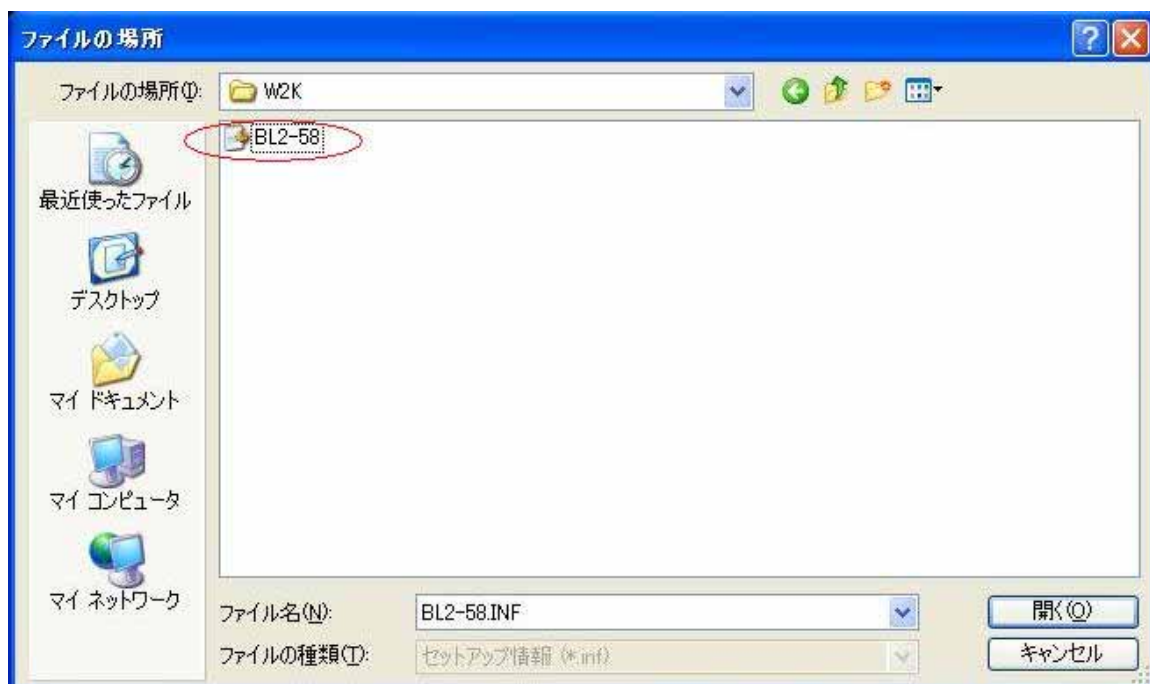 ファイルの場所
ファイルの場所(I):
W2K
BL2-58
最近使ったファイル
デスクトップ
マイ ドキュメント
マイ コンピュータ
マイ ネットワーク
ファイル名(N):
BL2-58.INF
開く(O)
ファイルの種類(T):
セットアップ情報 (*.inf)
キャンセル